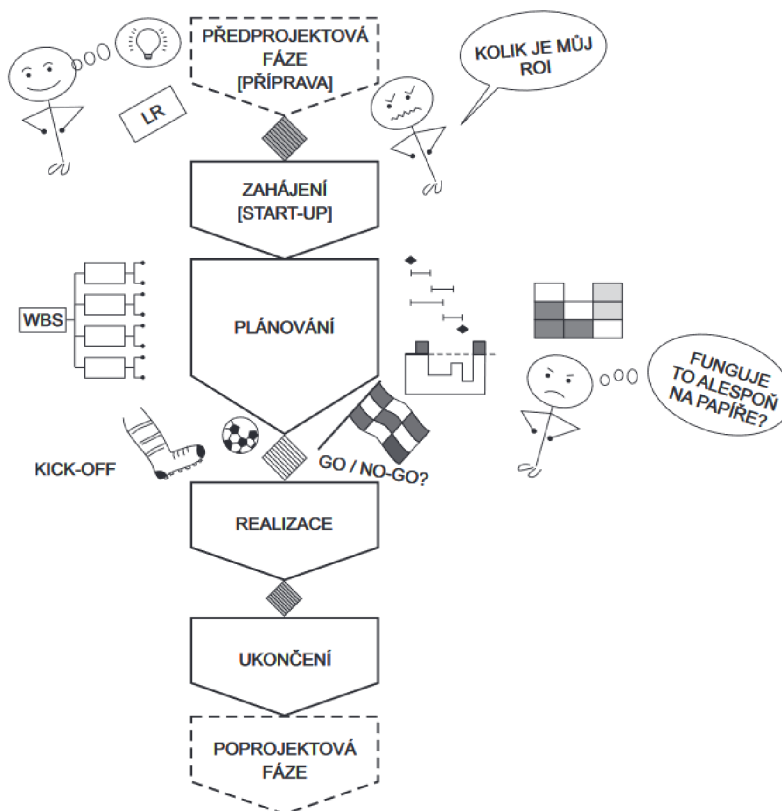 PŘEDPROJEKTOVÁ
FÁZE
[PŘÍPRAVA]
KOLIK JE MŮJ
ROI
LR
ZAHÁJENÍ
[START-UP]
WBS
PLÁNOVÁNÍ
FUNGUJE
TO ALESPOŇ
NA PAPÍŘE?
KICK-OFF
GO / NO-GO?
REALIZACE
UKONČENÍ
POPROJEKTOVÁ
FÁZE